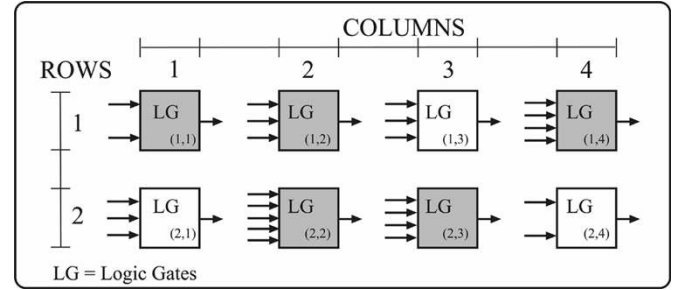 COLUMNS
ROWS 1 2 3 4
1 LG LG LG LG
(1,1) (1,2) (1,3) (1,4)
2 LG LG LG LG
(2,1) (2,2) (2,3) (2,4)
LG = Logic Gates